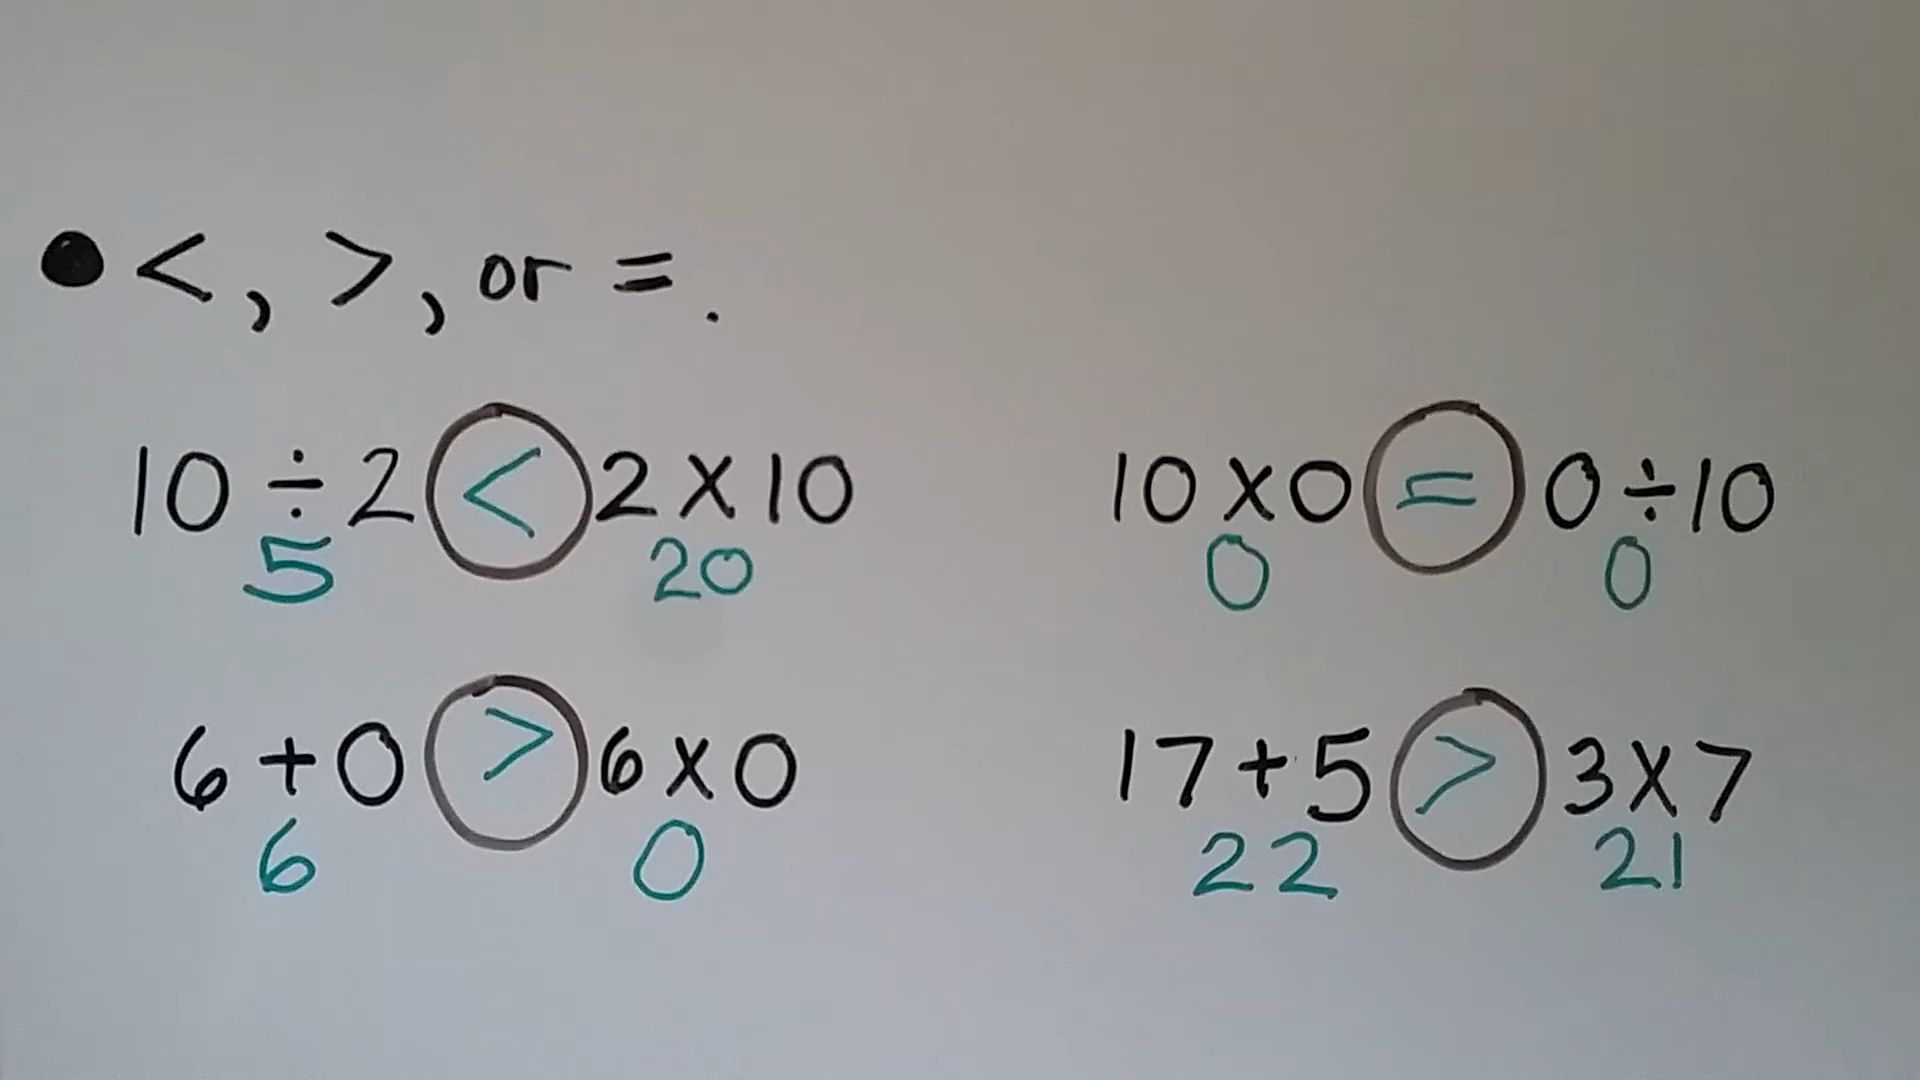 ● <, >, or =.
10 ÷ 2 < 2 x 10
5 20
10 x 0 = 0 ÷ 10
0 0
6 + 0 > 6 x 0
6 0
17 + 5 > 3 x 7
22 21